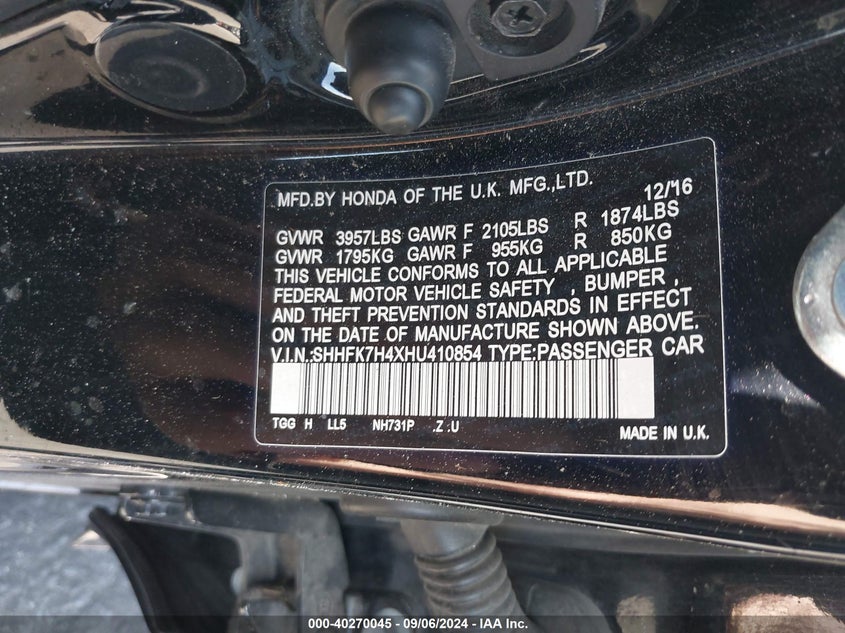 MFD.BY HONDA OF THE U.K. MFG.,LTD. 12/16
GVWR 3957LBS GAWR F 2105LBS R 1874LBS
GVWR 1795KG GAWR F 955KG R 850KG
THIS VEHICLE CONFORMS TO ALL APPLICABLE
FEDERAL MOTOR VEHICLE SAFETY , BUMPER ,
AND THEFT PREVENTION STANDARDS IN EFFECT
ON THE DATE OF MANUFACTURE SHOWN ABOVE.
V.I.N.:SHHFK7H4XHU410854 TYPE:PASSENGER CAR
TGG H LL5 NH731P .Z .U
MADE IN U.K.
000-40270045 - 09/06/2024 - IAA Inc.